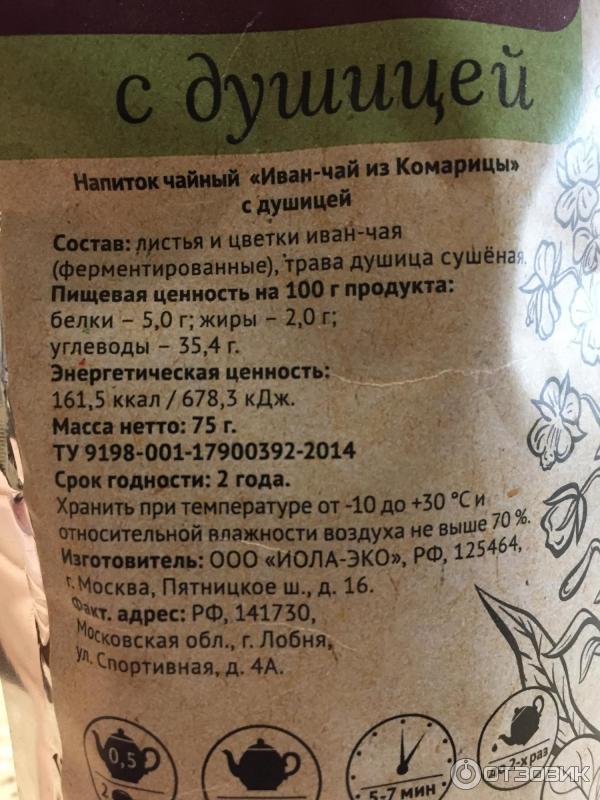 с душицей
Напиток чайный «Иван-чай из Комарицы»
с душицей
Состав: листья и цветки иван-чая
(ферментированные), трава душица сушёная.
Пищевая ценность на 100 г продукта:
белки – 5,0 г; жиры – 2,0 г;
углеводы – 35,4 г.
Энергетическая ценность:
161,5 ккал / 678,3 кДж.
Масса нетто: 75 г.
ТУ 9198-001-17900392-2014
Срок годности: 2 года.
Хранить при температуре от -10 до +30 °С и
относительной влажности воздуха не выше 70 %.
Изготовитель: ООО «ИОЛА-ЭКО», РФ, 125464,
г. Москва, Пятницкое ш., д. 16.
Факт. адрес: РФ, 141730,
Московская обл., г. Лобня,
ул. Спортивная, д. 4А.
0,5
2
5-7 мин
до 2-х раз
ОТЗОВИК